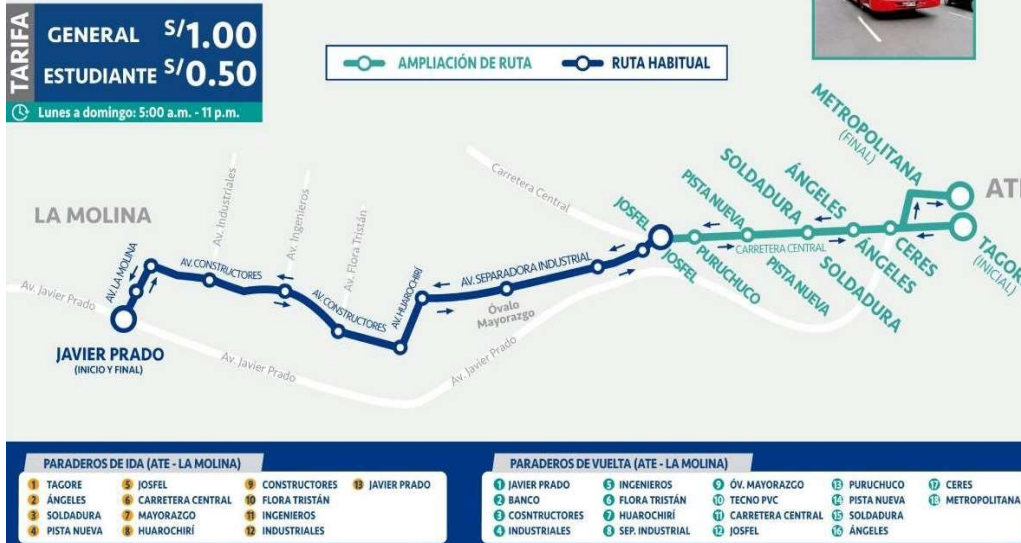 TARIFA
GENERAL S/1.00
ESTUDIANTE S/0.50
Lunes a domingo: 5:00 a.m. - 11 p.m.
AMPLIACIÓN DE RUTA
RUTA HABITUAL
METROPOLITANA
(FINAL)
ATE
TAGORE
(INICIAL)
LA MOLINA
Av. Industriales
Av. Ingenieros
Av. Flora Tristán
Carretera Central
JOSFEL
PISTA NUEVA
SOLDADURA
ÁNGELES
CARRETERA CENTRAL
JOSFEL
PURUCHUCO
PISTA NUEVA
SOLDADURA
ÁNGELES
CERES
AV. LA MOLINA
AV. CONSTRUCTORES
AV CONSTRUCTORES
AV. HUAROCHIRÍ
AV. SEPARADORA INDUSTRIAL
Óvalo
Mayorazgo
Av. Javier Prado
Av. Javier Prado
Av. Javier Prado
JAVIER PRADO
(INICIO Y FINAL)
PARADEROS DE IDA (ATE - LA MOLINA)
1 TAGORE
2 ÁNGELES
3 SOLDADURA
4 PISTA NUEVA
5 JOSFEL
6 CARRETERA CENTRAL
7 MAYORAZGO
8 HUAROCHIRÍ
9 CONSTRUCTORES
10 FLORA TRISTÁN
11 INGENIEROS
12 INDUSTRIALES
13 JAVIER PRADO
PARADEROS DE VUELTA (ATE - LA MOLINA)
1 JAVIER PRADO
2 BANCO
3 COSNTRUCTORES
4 INDUSTRIALES
5 INGENIEROS
6 FLORA TRISTÁN
7 HUAROCHIRÍ
8 SEP. INDUSTRIAL
9 ÓV. MAYORAZGO
10 TECNO PVC
11 CARRETERA CENTRAL
12 JOSFEL
13 PURUCHUCO
14 PISTA NUEVA
15 SOLDADURA
16 ÁNGELES
17 CERES
18 METROPOLITANA